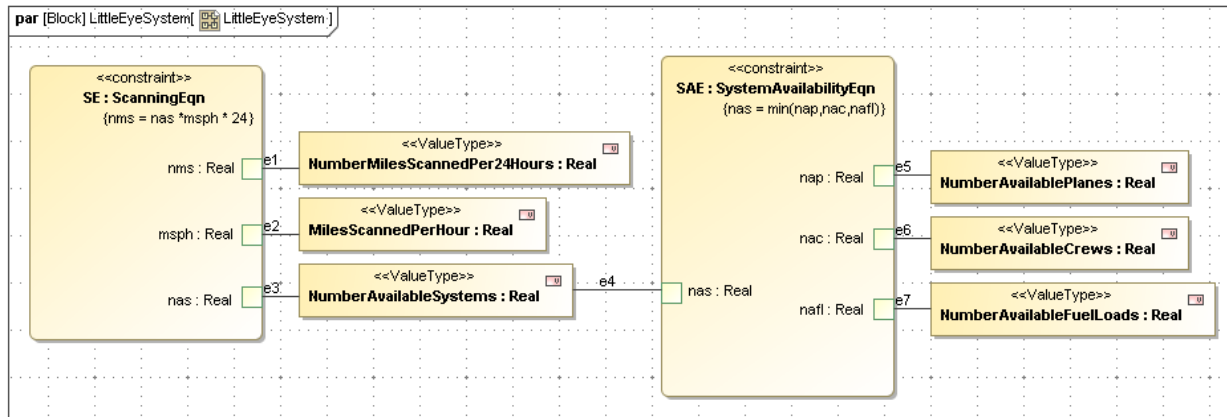 par [Block] LittleEyeSystem[ LittleEyeSystem ]
<<constraint>>
SE : ScanningEqn
{nms = nas *msph * 24}
nms : Real
e1
<<ValueType>>
NumberMilesScannedPer24Hours : Real
msph : Real
e2
<<ValueType>>
MilesScannedPerHour : Real
nas : Real
e3
<<ValueType>>
NumberAvailableSystems : Real
e4
<<constraint>>
SAE : SystemAvailabilityEqn
{nas = min(nap,nac,nafl)}
nas : Real
nap : Real
e5
<<ValueType>>
NumberAvailablePlanes : Real
nac : Real
e6
<<ValueType>>
NumberAvailableCrews : Real
nafl : Real
e7
<<ValueType>>
NumberAvailableFuelLoads : Real